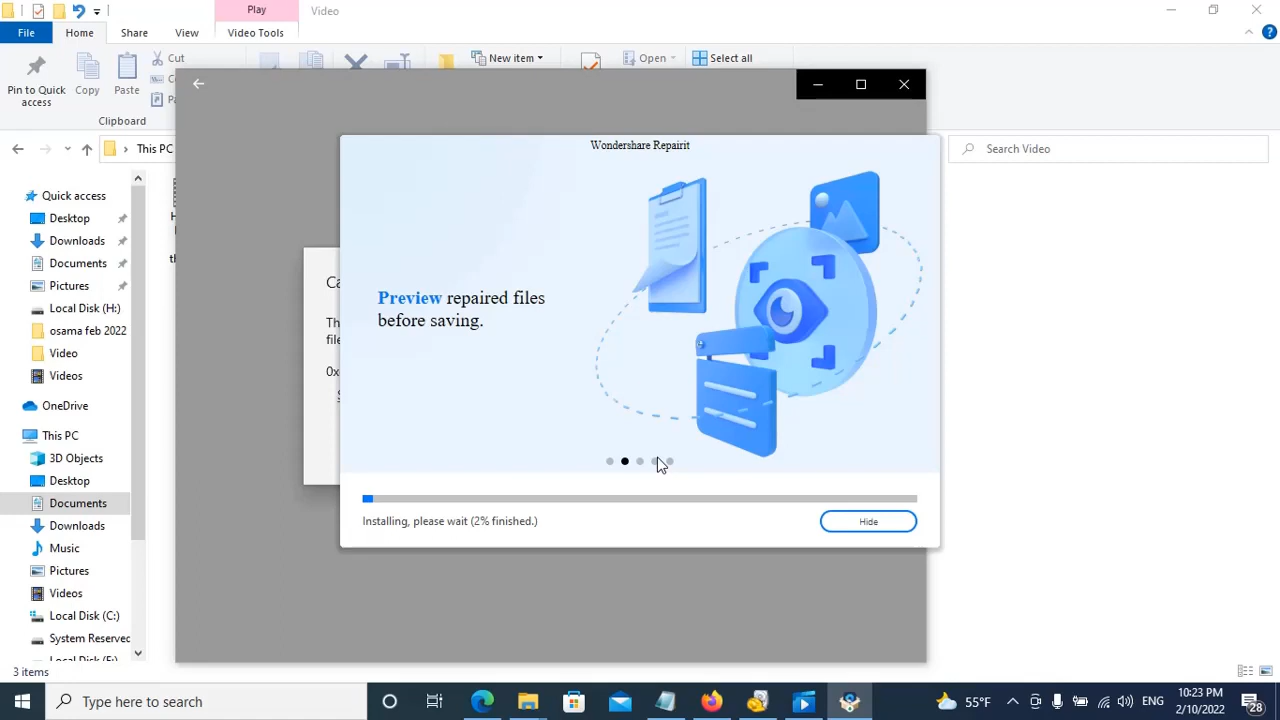 Play
Video
File
Home
Share
View
Video Tools
Pin to Quick
access
Copy
Paste
Cut
New item
Open
Select all
Clipboard
This PC
Search Video
Quick access
Desktop
Downloads
Documents
Pictures
Local Disk (H:)
osama feb 2022
Video
Videos
OneDrive
This PC
3D Objects
Desktop
Documents
Downloads
Music
Pictures
Videos
Local Disk (C:)
System Reserved
3 items
Wondershare Repairit
Preview repaired files
before saving.
Installing, please wait (2% finished.)
Hide
Type here to search
55°F
ENG
10:23 PM
2/10/2022
28